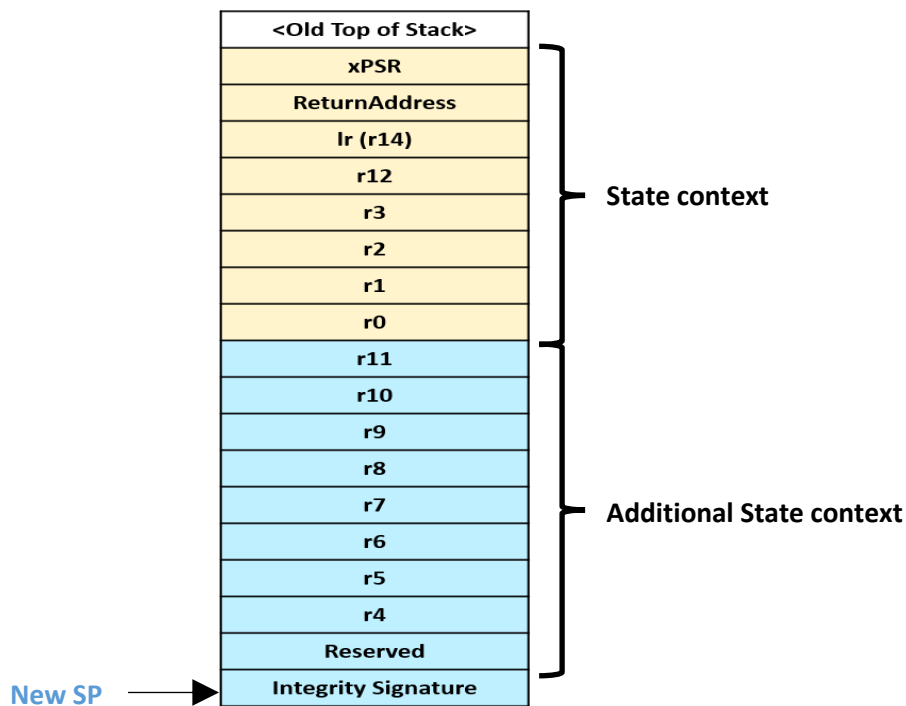 <Old Top of Stack>
xPSR
ReturnAddress
lr (r14)
r12
r3
r2
r1
r0
State context
r11
r10
r9
r8
r7
r6
r5
r4
Reserved
Integrity Signature
Additional State context
New SP